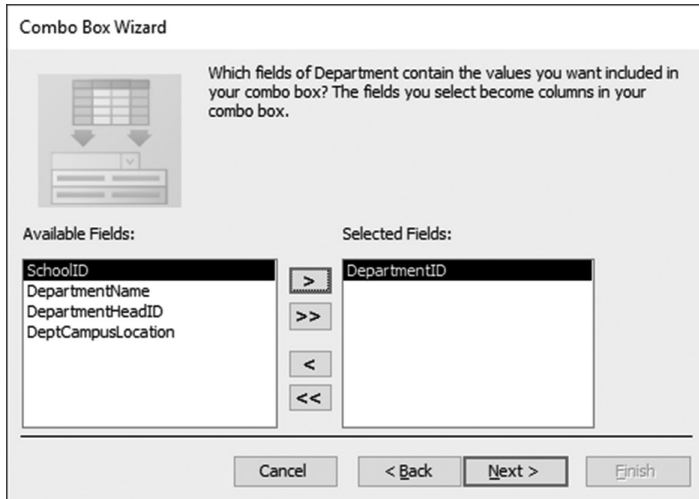 Combo Box Wizard
Which fields of Department contain the values you want included in
your combo box? The fields you select become columns in your
combo box.
Available Fields:
Selected Fields:
SchoolID
DepartmentName
DepartmentHeadID
DeptCampusLocation
>
>>
<
<<
DepartmentID
Cancel
< Back
Next >
Finish